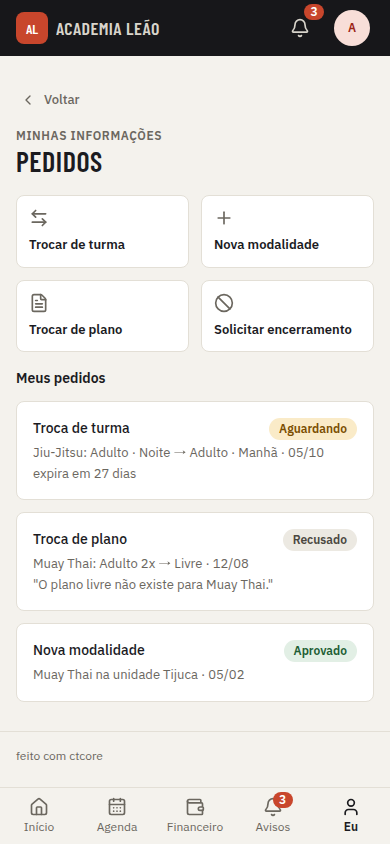 AL ACADEMIA LEÃO 3 A
Voltar
MINHAS INFORMAÇÕES
PEDIDOS
Trocar de turma
Nova modalidade
Trocar de plano
Solicitar encerramento
Meus pedidos
Troca de turma Aguardando
Jiu-Jitsu: Adulto · Noite → Adulto · Manhã · 05/10
expira em 27 dias
Troca de plano Recusado
Muay Thai: Adulto 2x → Livre · 12/08
"O plano livre não existe para Muay Thai."
Nova modalidade Aprovado
Muay Thai na unidade Tijuca · 05/02
feito com ctcore
3
Início Agenda Financeiro Avisos Eu